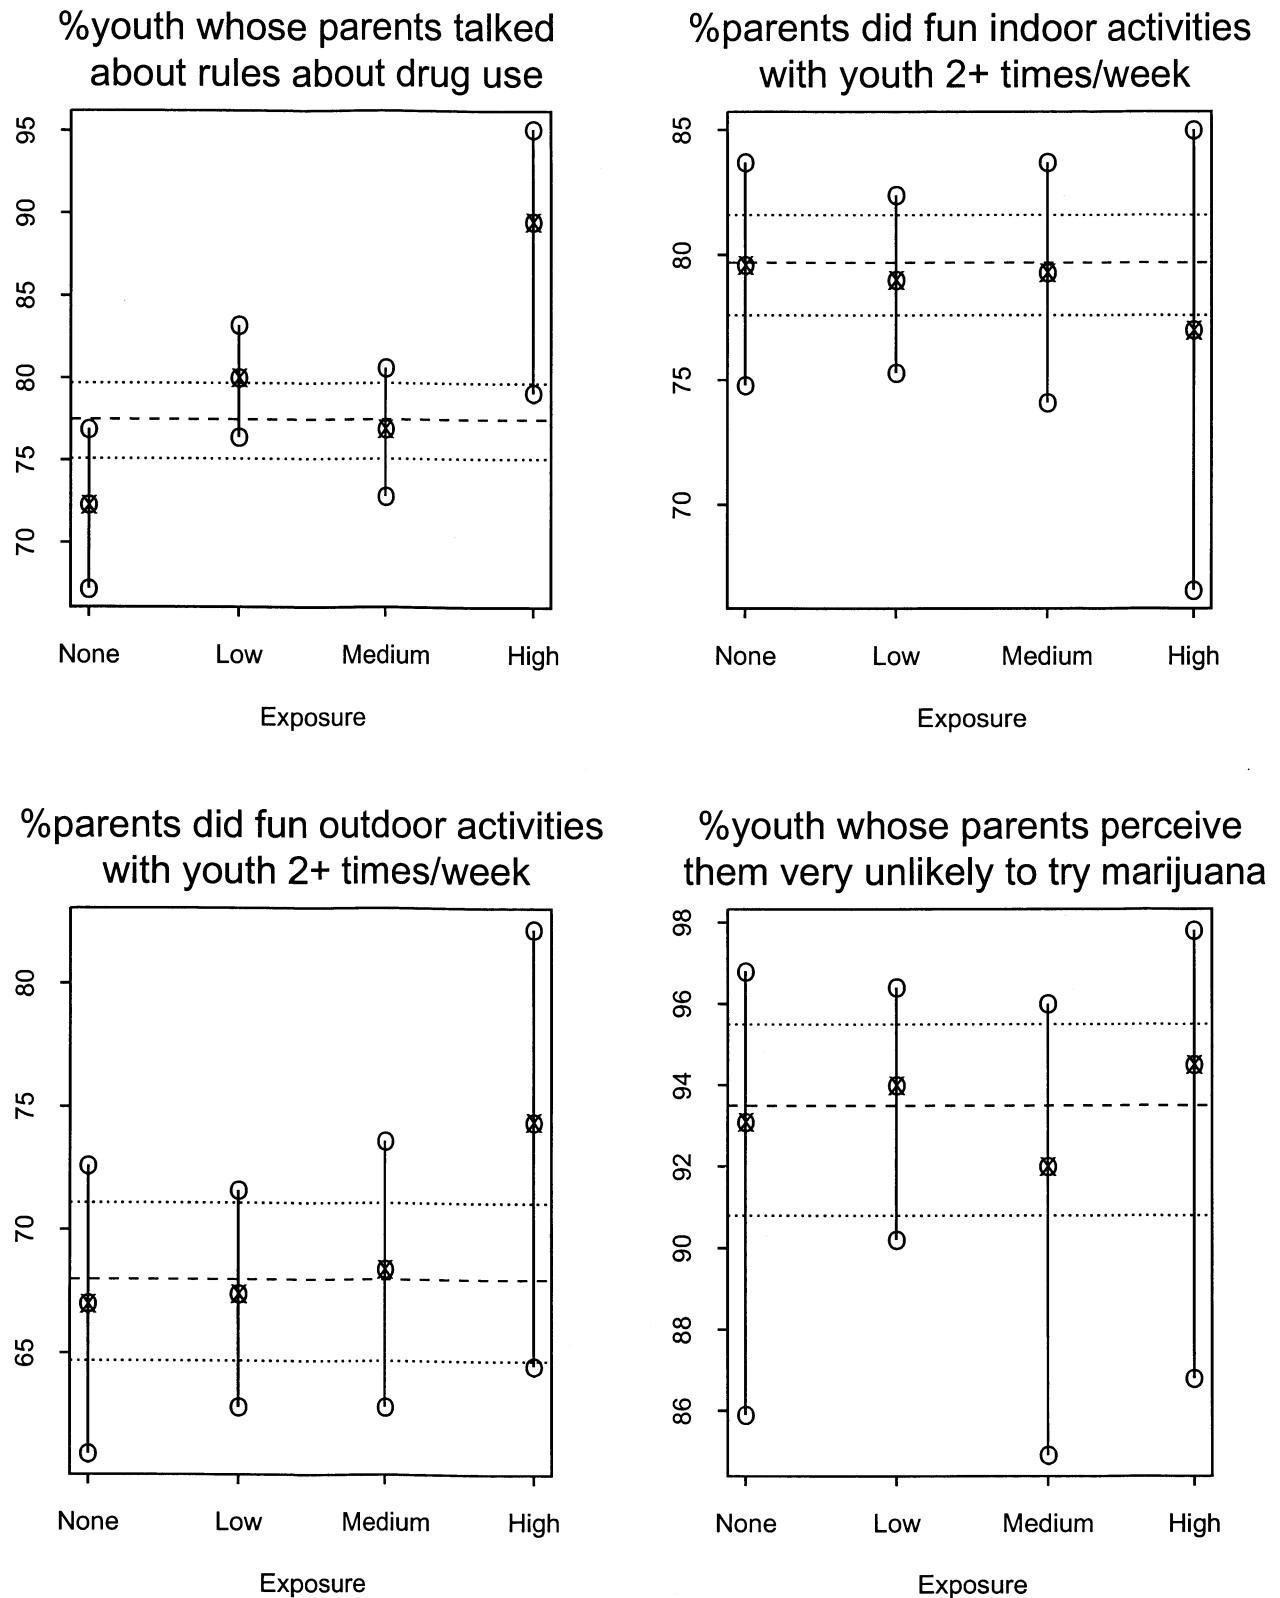 %youth whose parents talked
about rules about drug use
95
90
85
80
75
70
None Low Medium High
Exposure
%parents did fun indoor activities
with youth 2+ times/week
85
80
75
70
None Low Medium High
Exposure
%parents did fun outdoor activities
with youth 2+ times/week
80
75
70
65
None Low Medium High
Exposure
%youth whose parents perceive
them very unlikely to try marijuana
98
96
94
92
90
88
86
None Low Medium High
Exposure